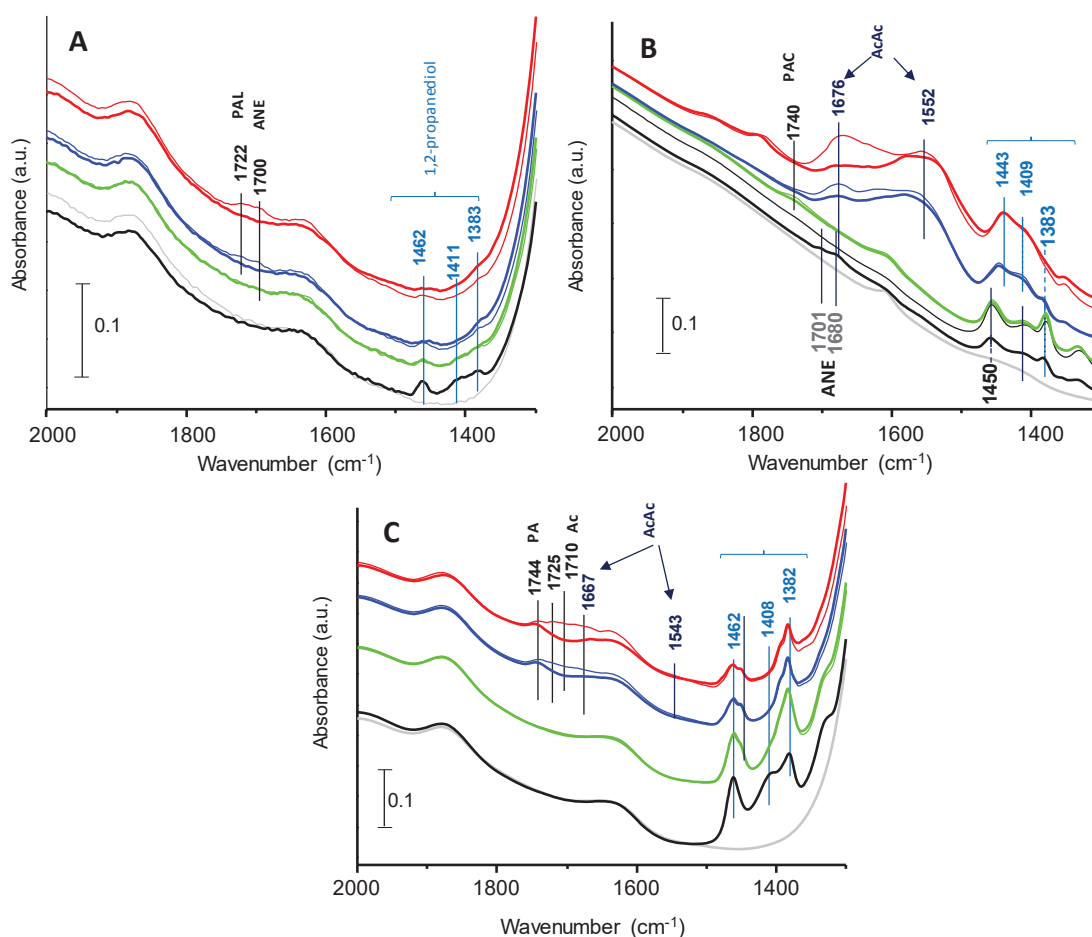 A
Absorbance (a.u.)
PAL
ANE
1722
1700
1,2-propanediol
1462
1411
1383
0.1
2000
1800
1600
1400
Wavenumber (cm-1)
B
Absorbance (a.u.)
PAC
AcAc
1740
1676
1552
1443
1409
1383
0.1
1701
1680
ANE
1450
2000
1800
1600
1400
Wavenumber (cm-1)
C
Absorbance (a.u.)
PA
Ac
AcAc
1744
1725
1710
1667
1543
1462
1408
1382
0.1
2000
1800
1600
1400
Wavenumber (cm-1)